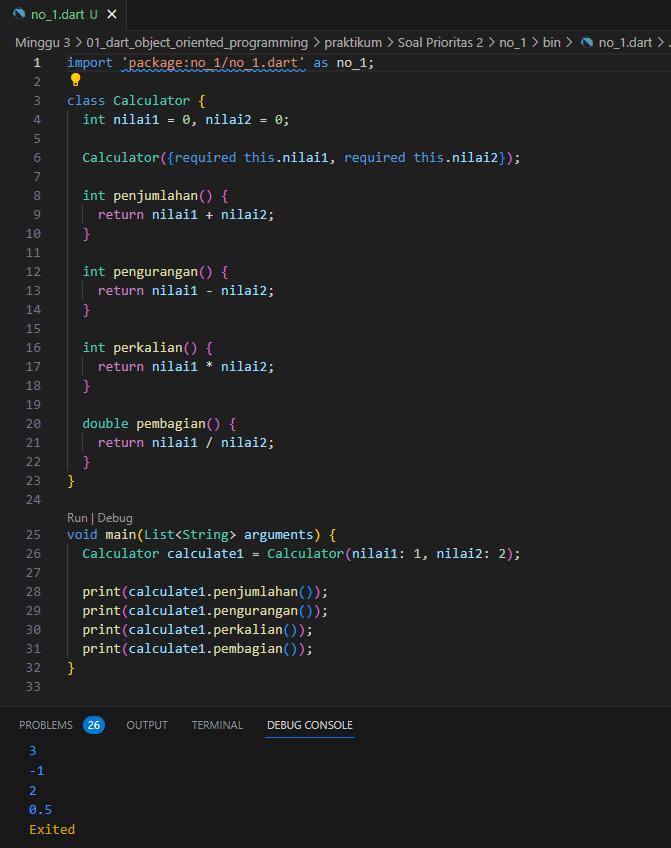 no_1.dart U
Minggu 3 > 01_dart_object_oriented_programming > praktikum > Soal Prioritas 2 > no_1 > bin > no_1.dart > .
1 import 'package:no_1/no_1.dart' as no_1;
2
3 class Calculator {
4   int nilai1 = 0, nilai2 = 0;
5
6   Calculator({required this.nilai1, required this.nilai2});
7
8   int penjumlahan() {
9     return nilai1 + nilai2;
10   }
11
12   int pengurangan() {
13     return nilai1 - nilai2;
14   }
15
16   int perkalian() {
17     return nilai1 * nilai2;
18   }
19
20   double pembagian() {
21     return nilai1 / nilai2;
22   }
23 }
24
Run | Debug
25 void main(List<String> arguments) {
26   Calculator calculate1 = Calculator(nilai1: 1, nilai2: 2);
27
28   print(calculate1.penjumlahan());
29   print(calculate1.pengurangan());
30   print(calculate1.perkalian());
31   print(calculate1.pembagian());
32 }
33
PROBLEMS 26 OUTPUT TERMINAL DEBUG CONSOLE
3
-1
2
0.5
Exited